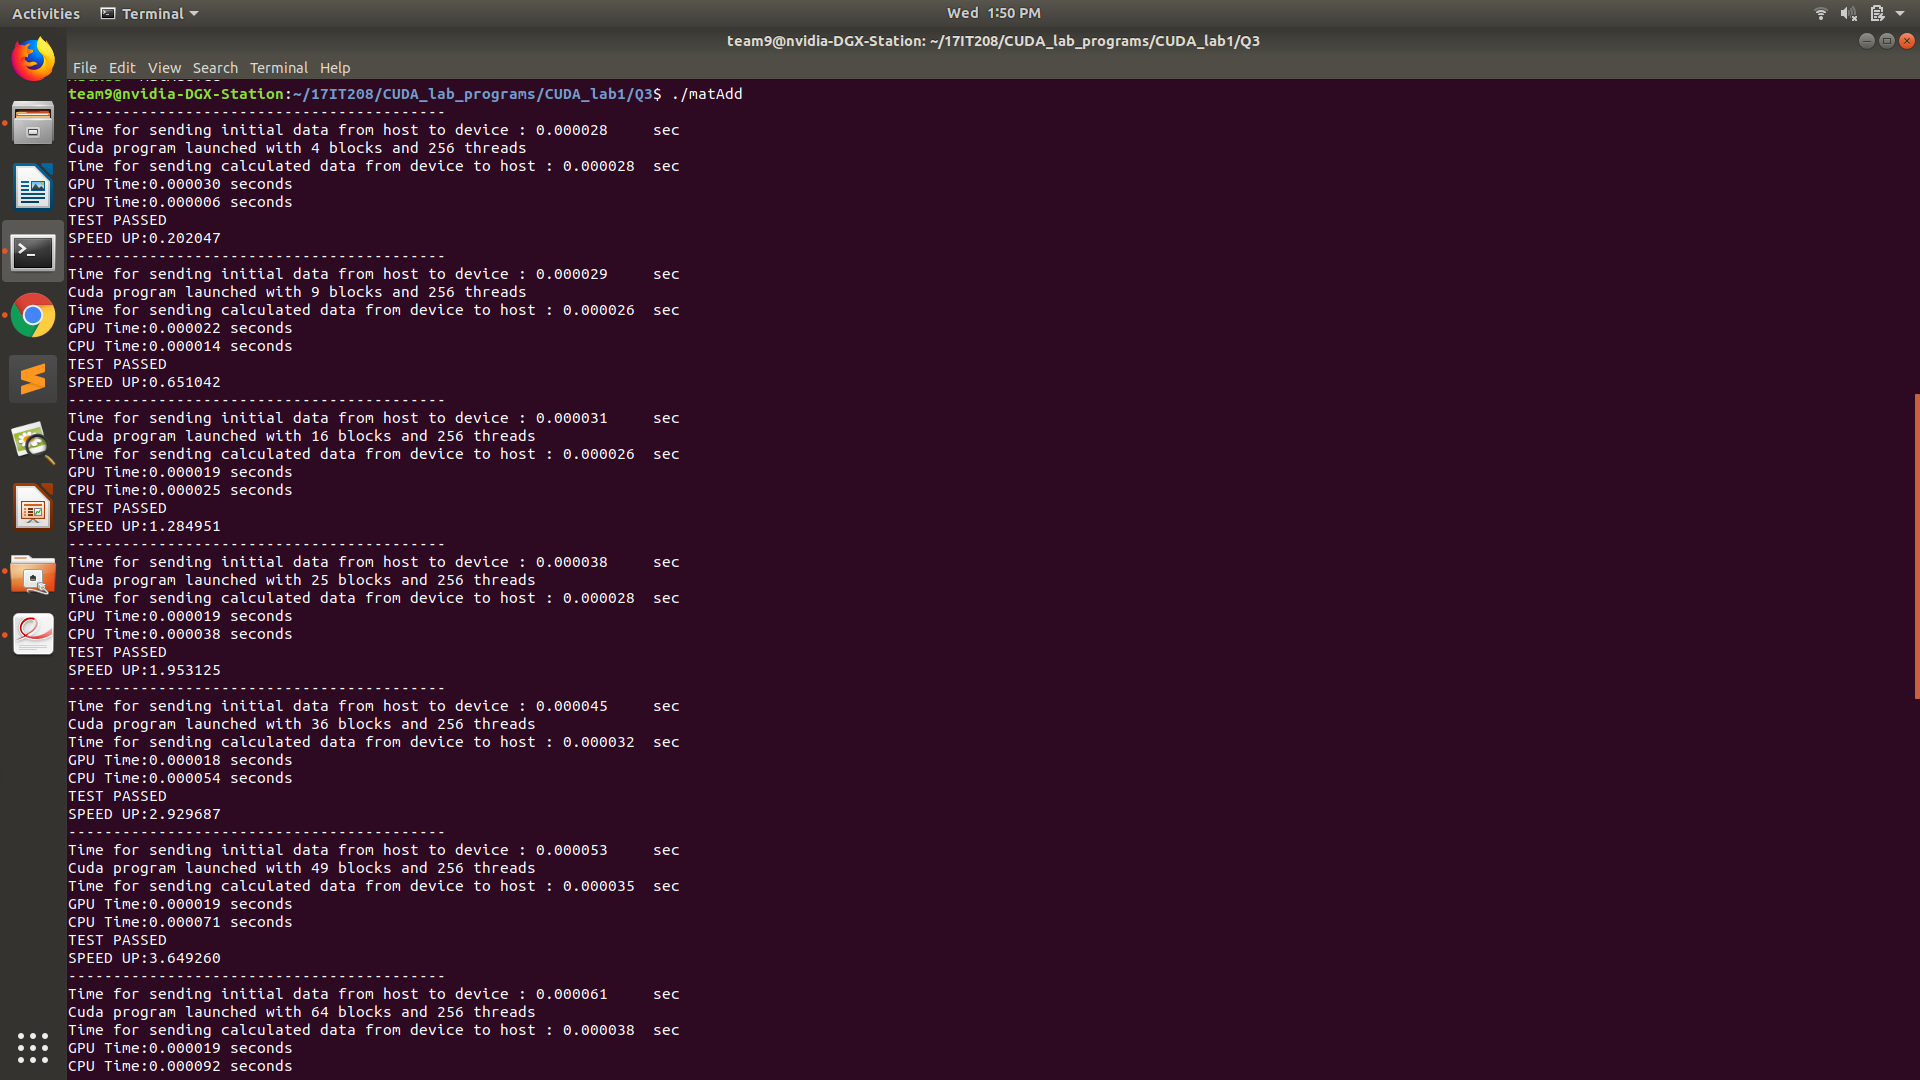 Activities Terminal Wed 1:50 PM
team9@nvidia-DGX-Station: ~/17IT208/CUDA_lab_programs/CUDA_lab1/Q3
File Edit View Search Terminal Help
team9@nvidia-DGX-Station:~/17IT208/CUDA_lab_programs/CUDA_lab1/Q3$ ./matAdd
------------------------------------------
Time for sending initial data from host to device : 0.000028 sec
Cuda program launched with 4 blocks and 256 threads
Time for sending calculated data from device to host : 0.000028 sec
GPU Time:0.000030 seconds
CPU Time:0.000006 seconds
TEST PASSED
SPEED UP:0.202047
------------------------------------------
Time for sending initial data from host to device : 0.000029 sec
Cuda program launched with 9 blocks and 256 threads
Time for sending calculated data from device to host : 0.000026 sec
GPU Time:0.000022 seconds
CPU Time:0.000014 seconds
TEST PASSED
SPEED UP:0.651042
------------------------------------------
Time for sending initial data from host to device : 0.000031 sec
Cuda program launched with 16 blocks and 256 threads
Time for sending calculated data from device to host : 0.000026 sec
GPU Time:0.000019 seconds
CPU Time:0.000025 seconds
TEST PASSED
SPEED UP:1.284951
------------------------------------------
Time for sending initial data from host to device : 0.000038 sec
Cuda program launched with 25 blocks and 256 threads
Time for sending calculated data from device to host : 0.000028 sec
GPU Time:0.000019 seconds
CPU Time:0.000038 seconds
TEST PASSED
SPEED UP:1.953125
------------------------------------------
Time for sending initial data from host to device : 0.000045 sec
Cuda program launched with 36 blocks and 256 threads
Time for sending calculated data from device to host : 0.000032 sec
GPU Time:0.000018 seconds
CPU Time:0.000054 seconds
TEST PASSED
SPEED UP:2.929687
------------------------------------------
Time for sending initial data from host to device : 0.000053 sec
Cuda program launched with 49 blocks and 256 threads
Time for sending calculated data from device to host : 0.000035 sec
GPU Time:0.000019 seconds
CPU Time:0.000071 seconds
TEST PASSED
SPEED UP:3.649260
------------------------------------------
Time for sending initial data from host to device : 0.000061 sec
Cuda program launched with 64 blocks and 256 threads
Time for sending calculated data from device to host : 0.000038 sec
GPU Time:0.000019 seconds
CPU Time:0.000092 seconds